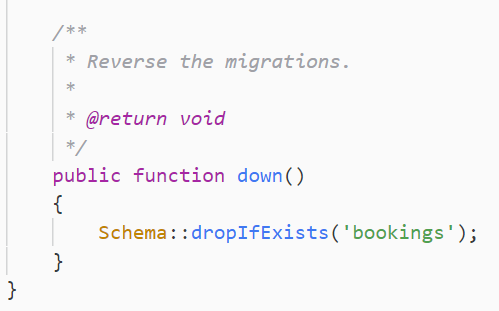 /**
* Reverse the migrations.
*
* @return void
*/
public function down()
{
Schema::dropIfExists('bookings');
}
}